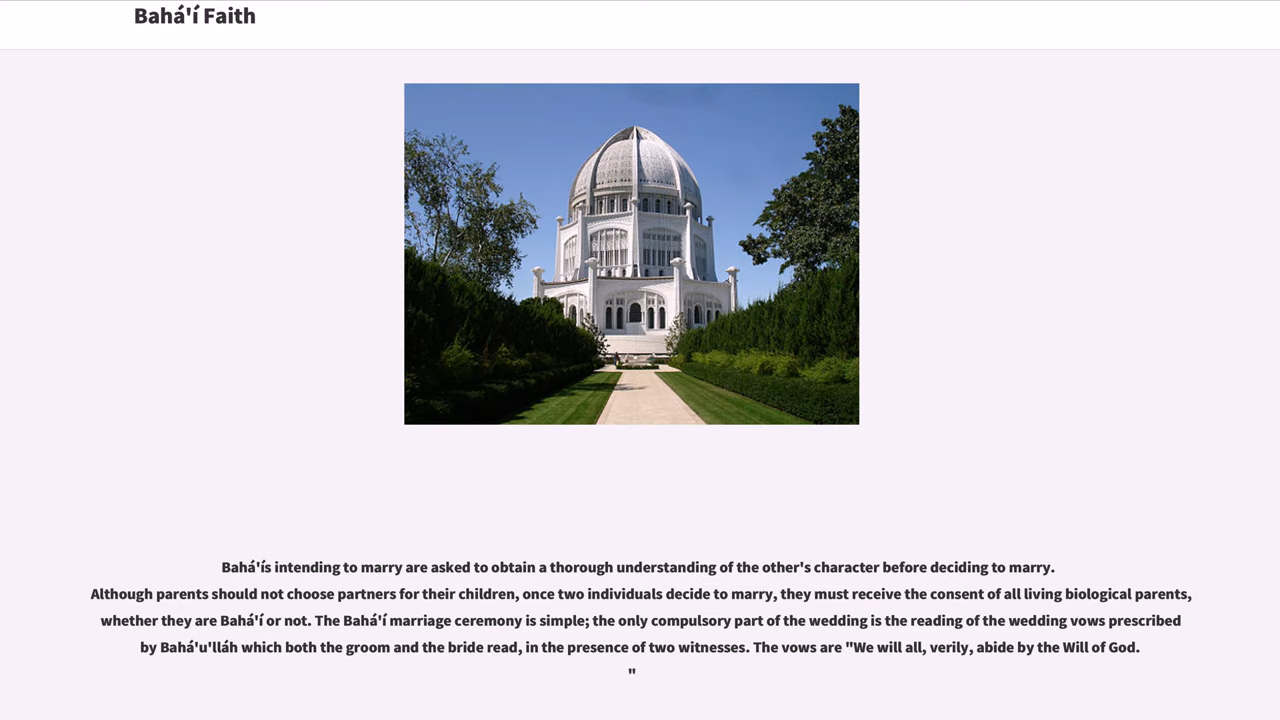 Bahá'í Faith
Bahá'ís intending to marry are asked to obtain a thorough understanding of the other's character before deciding to marry.
Although parents should not choose partners for their children, once two individuals decide to marry, they must receive the consent of all living biological parents,
whether they are Bahá'í or not. The Bahá'í marriage ceremony is simple; the only compulsory part of the wedding is the reading of the wedding vows prescribed
by Bahá'u'lláh which both the groom and the bride read, in the presence of two witnesses. The vows are "We will all, verily, abide by the Will of God.
"